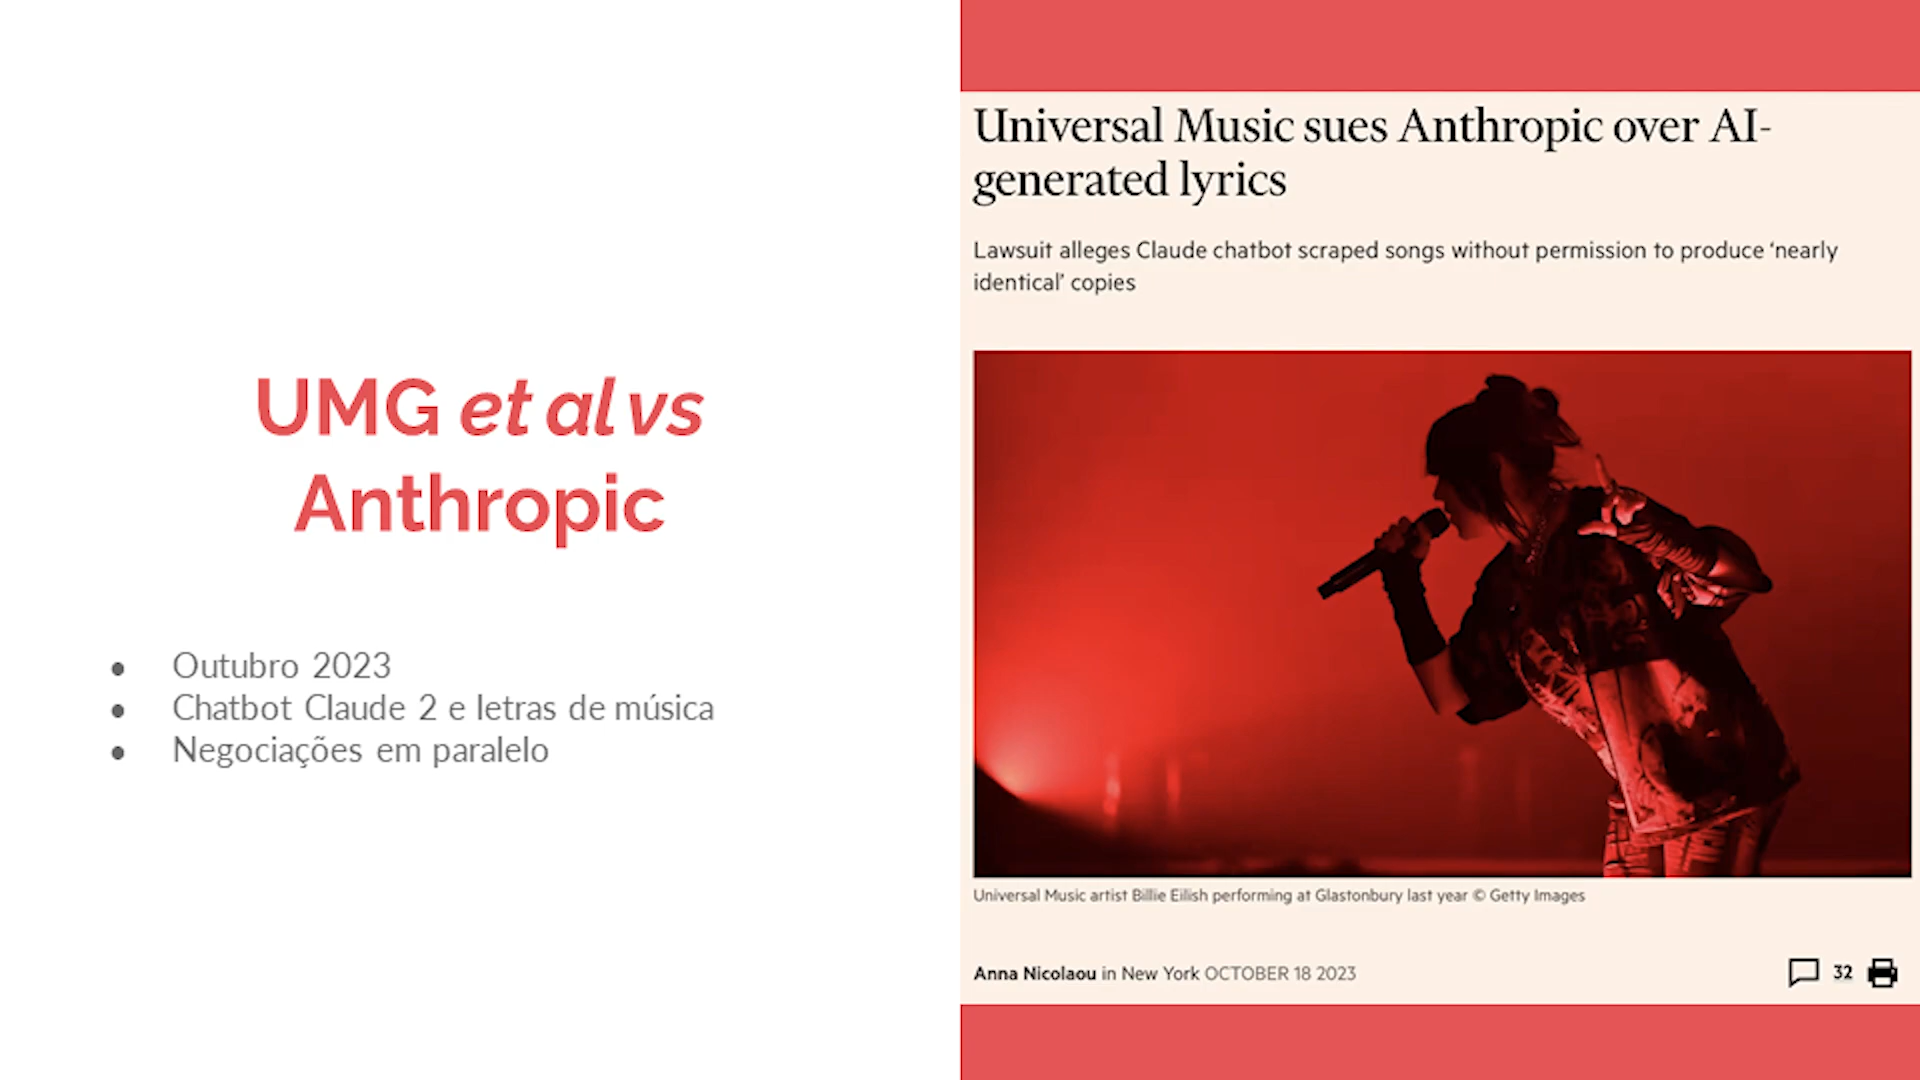 UMG et al vs
Anthropic
● Outubro 2023
● Chatbot Claude 2 e letras de música
● Negociações em paralelo
Universal Music sues Anthropic over AI-
generated lyrics
Lawsuit alleges Claude chatbot scraped songs without permission to produce ‘nearly
identical’ copies
Universal Music artist Billie Eilish performing at Glastonbury last year © Getty Images
Anna Nicolaou in New York OCTOBER 18 2023
32